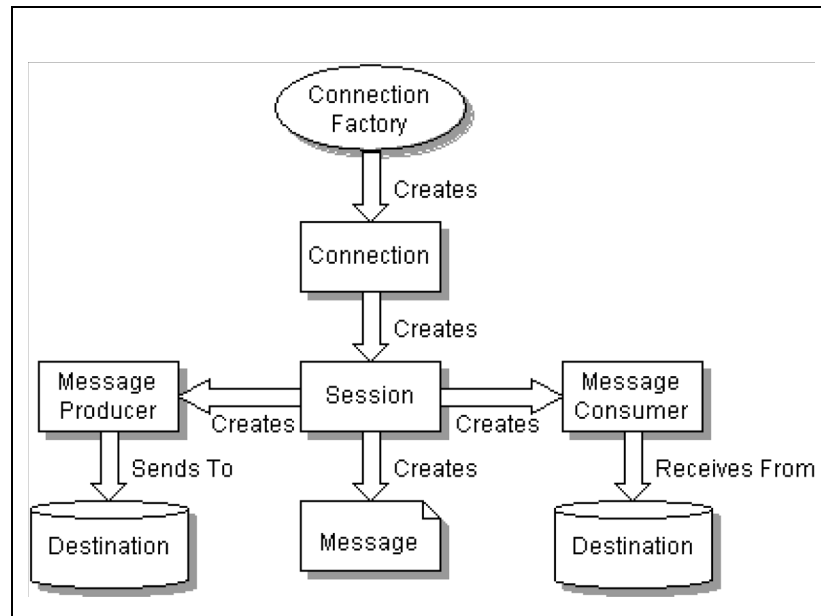 Connection
Factory
Creates
Connection
Creates
Message
Producer
Session
Message
Consumer
Creates
Creates
Sends To
Creates
Receives From
Destination
Message
Destination